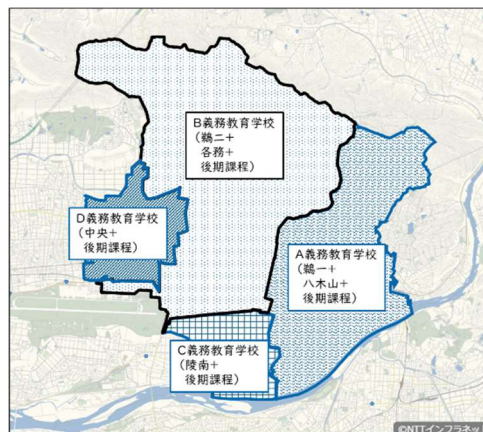 B義務教育学校
(鵜二+
各務+
後期課程)
D義務教育学校
(中央+
後期課程)
A義務教育学校
(鵜一+
八木山+
後期課程)
C義務教育学校
(陵南+
後期課程)
©NTTインフラネッ